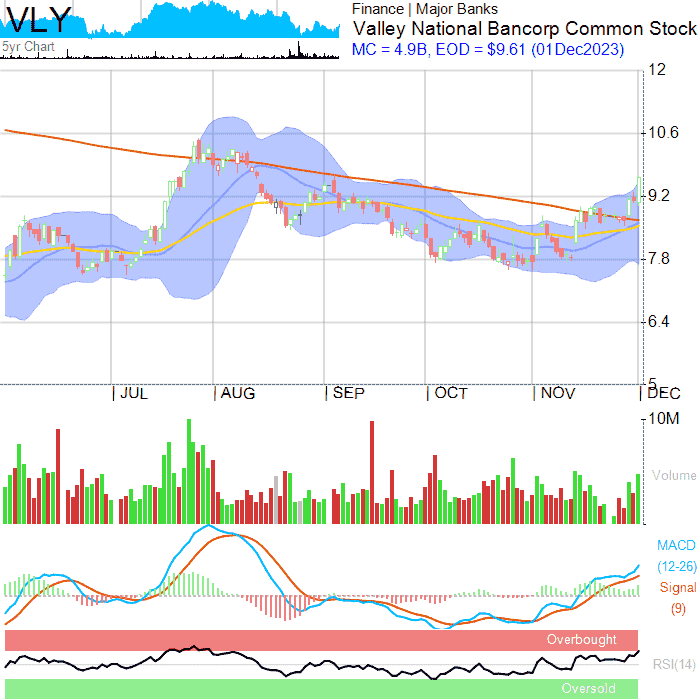 VLY
5yr Chart
Finance | Major Banks
Valley National Bancorp Common Stock
MC = 4.9B, EOD = $9.61 (01Dec2023)
12
10.6
9.2
7.8
6.4
5
JUL AUG SEP OCT NOV DEC
10M
Volume
MACD
(12-26)
Signal
(9)
Overbought
RSI(14)
Oversold